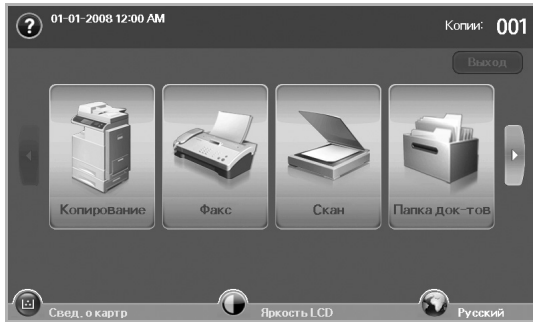 ? 01-01-2008 12:00 AM
Копии: 001
Выход
Копирование
Факс
Скан
Папка док-тов
Свед. о картр
Яркость LCD
Русский